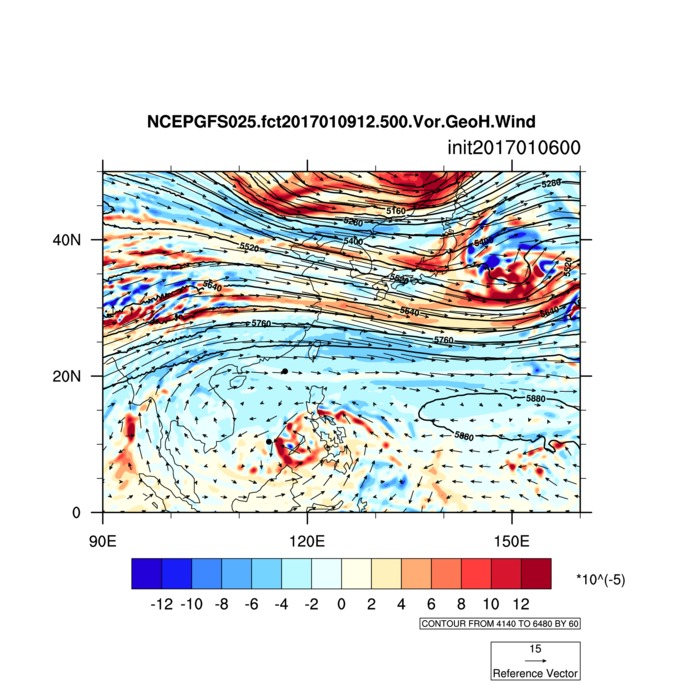 NCEPGFS025.fct2017010912.500.Vor.GeoH.Wind
init2017010600
5280
5160
5280
5400
5400
5520
5520
5640
5640
5640
5640
5760
5760
5880
5880
40N
20N
0
90E 120E 150E
-12 -10 -8 -6 -4 -2 0 2 4 6 8 10 12
*10^(-5)
CONTOUR FROM 4140 TO 6480 BY 60
15
Reference Vector